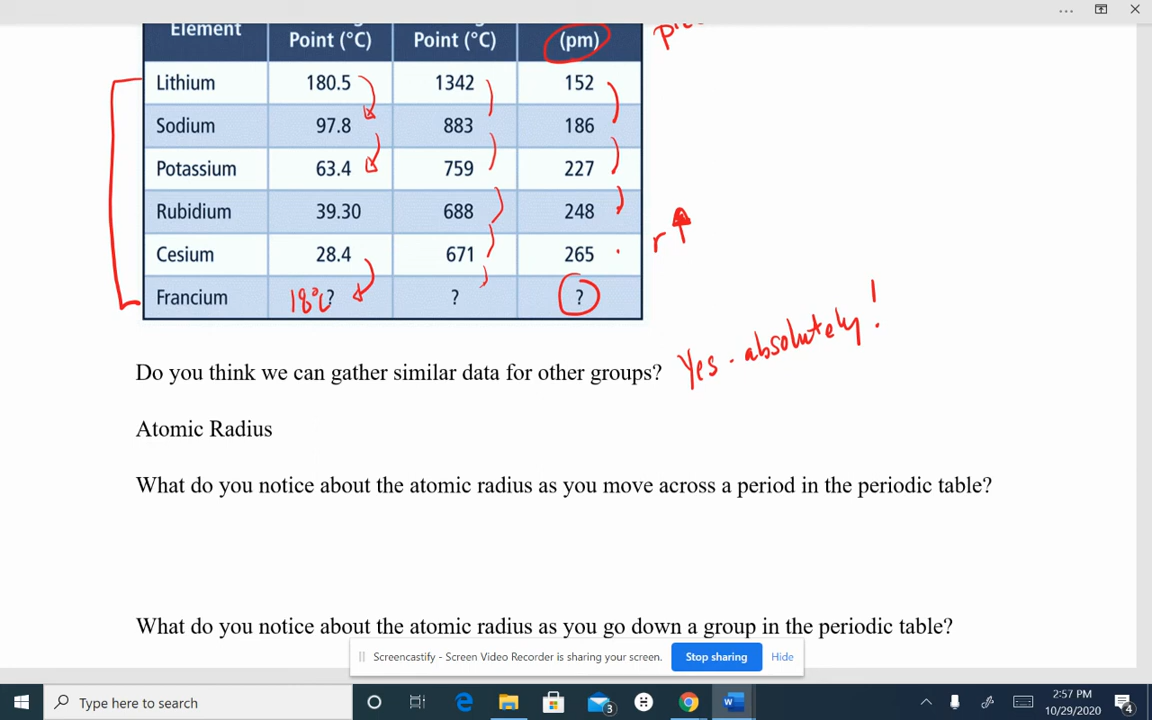 Element Point (°C) Point (°C) (pm)
Lithium 180.5 1342 152
Sodium 97.8 883 186
Potassium 63.4 759 227
Rubidium 39.30 688 248
r
Cesium 28.4 671 265
Francium 18°C ? ? ?
Do you think we can gather similar data for other groups? Yes - absolutely!
Atomic Radius
What do you notice about the atomic radius as you move across a period in the periodic table?
What do you notice about the atomic radius as you go down a group in the periodic table?
Screencastify - Screen Video Recorder is sharing your screen. Stop sharing Hide
Type here to search 3 2:57 PM
10/29/2020 4